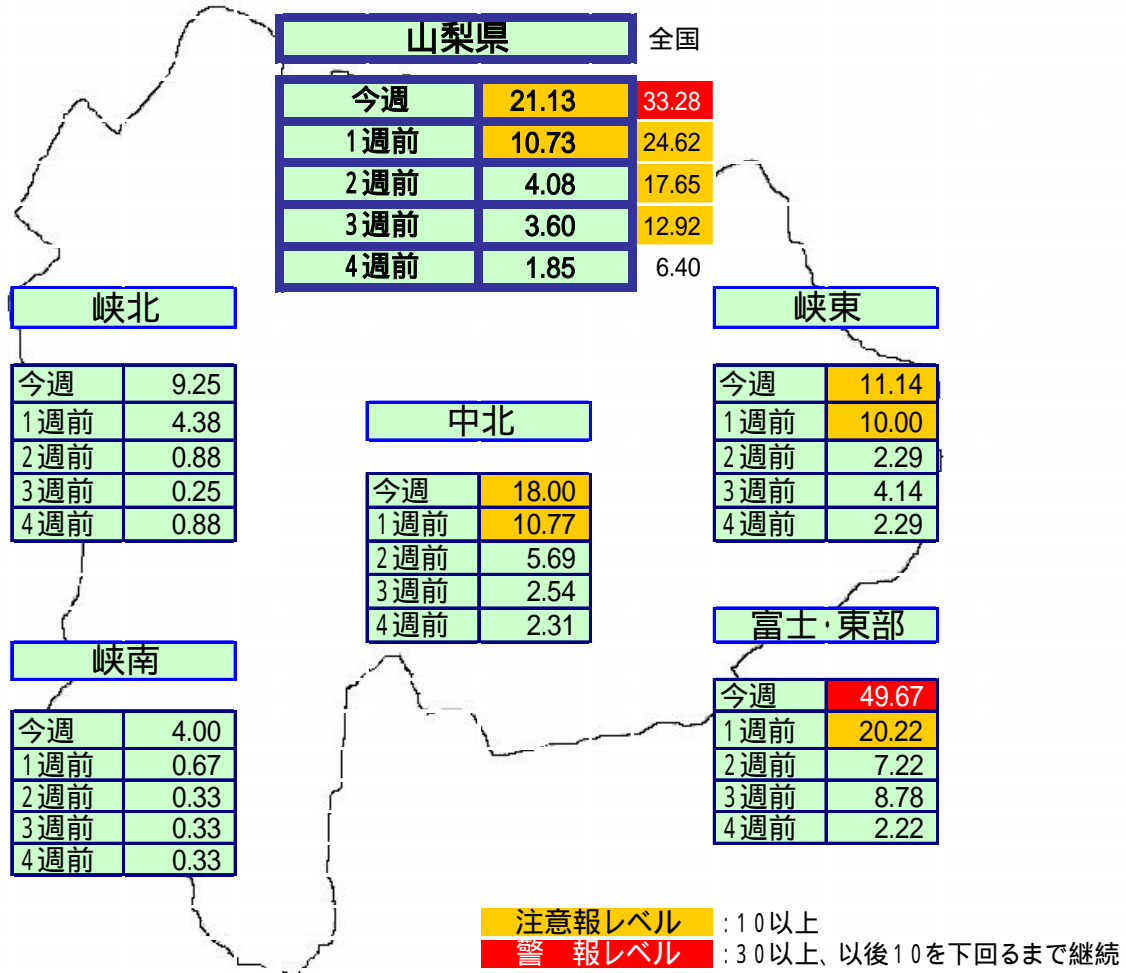 山梨県 全国
今週 21.13 33.28
1週前 10.73 24.62
2週前 4.08 17.65
3週前 3.60 12.92
4週前 1.85 6.40
峡北
今週 9.25
1週前 4.38
2週前 0.88
3週前 0.25
4週前 0.88
峡東
今週 11.14
1週前 10.00
2週前 2.29
3週前 4.14
4週前 2.29
中北
今週 18.00
1週前 10.77
2週前 5.69
3週前 2.54
4週前 2.31
峡南
今週 4.00
1週前 0.67
2週前 0.33
3週前 0.33
4週前 0.33
富士・東部
今週 49.67
1週前 20.22
2週前 7.22
3週前 8.78
4週前 2.22
注意報レベル :10以上
警 報レベル :30以上、以後10を下回るまで継続